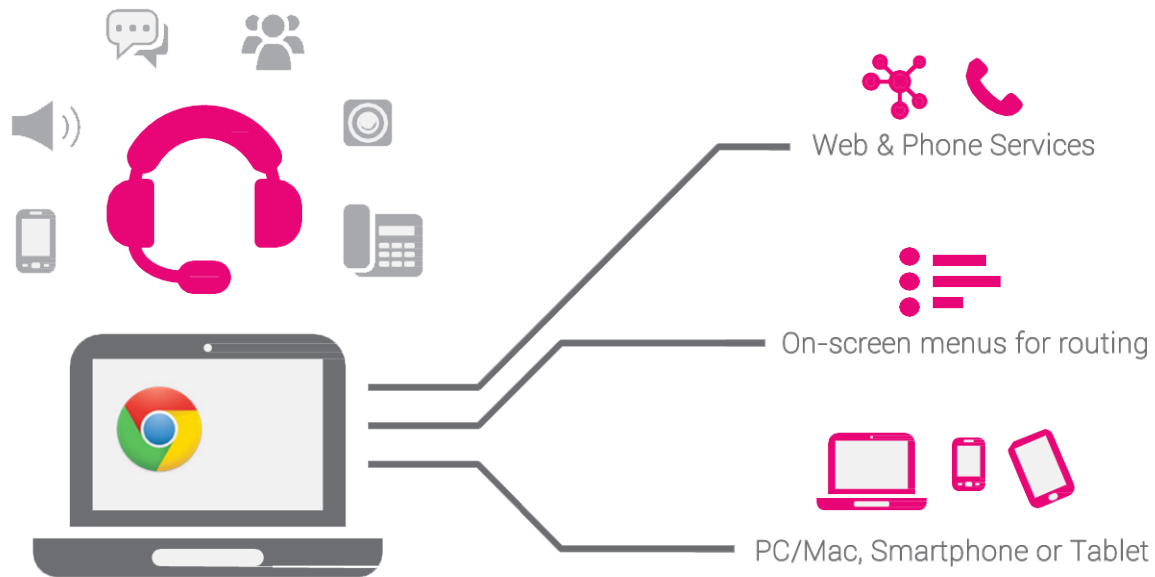 Web & Phone Services
On-screen menus for routing
PC/Mac, Smartphone or Tablet